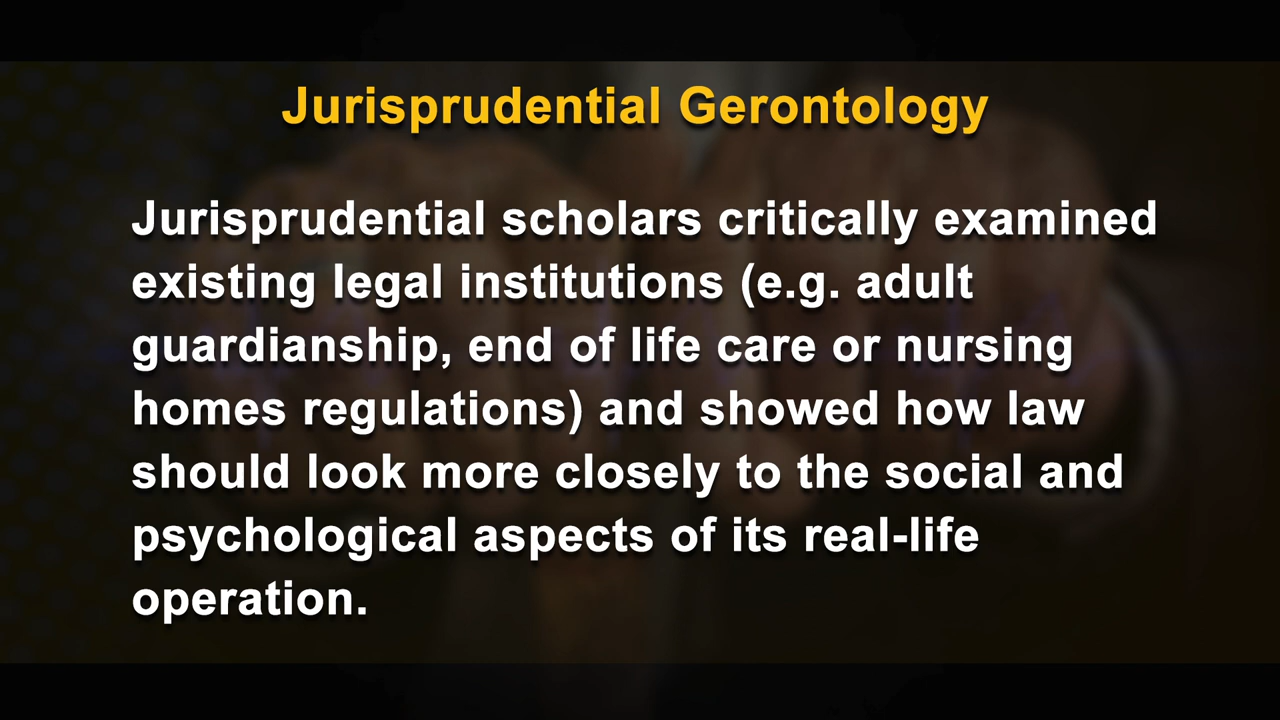 Jurisprudential Gerontology
Jurisprudential scholars critically examined
existing legal institutions (e.g. adult
guardianship, end of life care or nursing
homes regulations) and showed how law
should look more closely to the social and
psychological aspects of its real-life
operation.